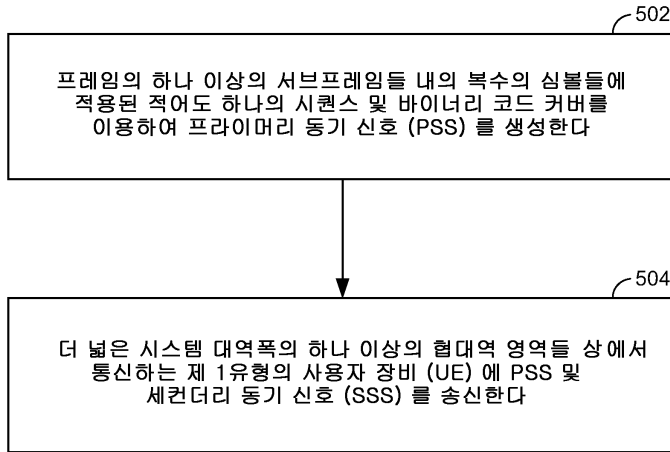 502
프레임의 하나 이상의 서브프레임들 내의 복수의 심볼들에
적용된 적어도 하나의 시퀀스 및 바이너리 코드 커버를
이용하여 프라이머리 동기 신호 (PSS) 를 생성한다
504
더 넓은 시스템 대역폭의 하나 이상의 협대역 영역들 상에서
통신하는 제 1유형의 사용자 장비 (UE) 에 PSS 및
세컨더리 동기 신호 (SSS) 를 송신한다